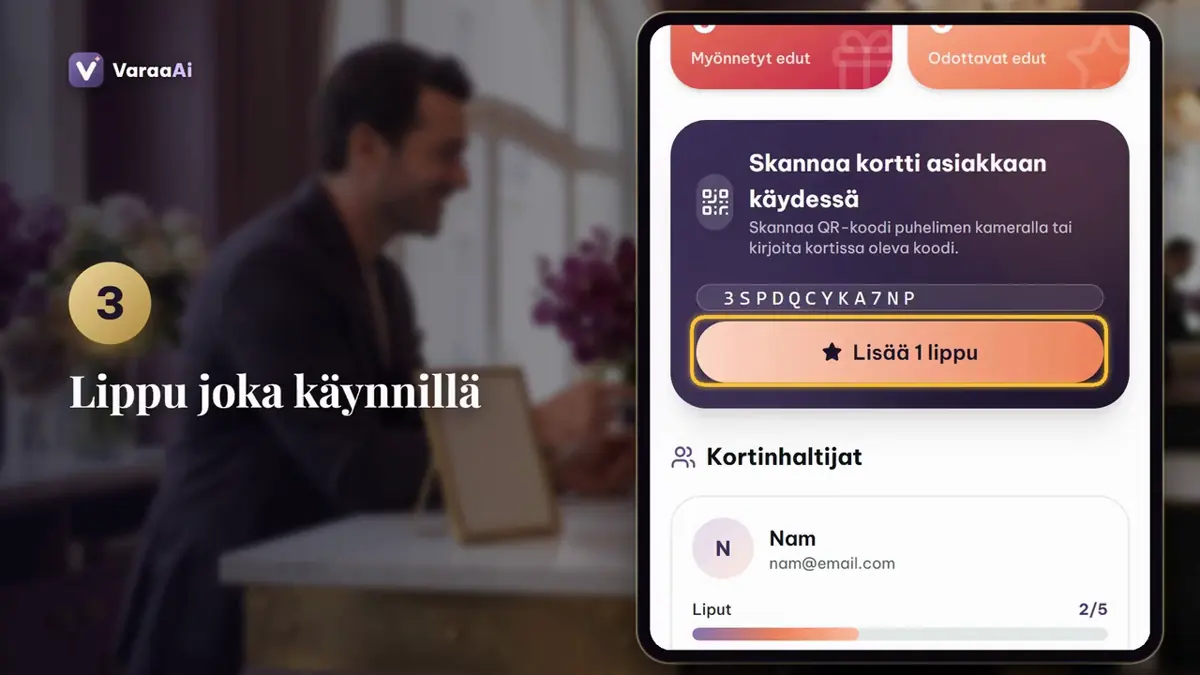 VaraaAi
3
Lippu joka käynnillä
Myönnetyt edut
Odottavat edut
Skannaa kortti asiakkaan
käydessä
Skannaa QR-koodi puhelimen kameralla tai
kirjoita kortissa oleva koodi.
3SPDQCYKA7NP
Lisää 1 lippu
Kortinhaltijat
N
Nam
nam@email.com
Liput
2/5